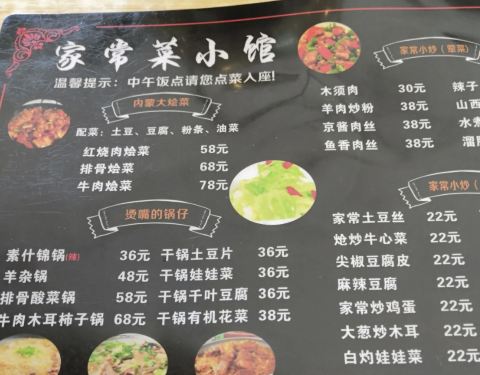 家常菜小馆
温馨提示：中午饭点请您点菜入座!
内蒙大烩菜
配菜：土豆、豆腐、粉条、油菜
红烧肉烩菜 58元
排骨烩菜 68元
牛肉烩菜 78元
烫嘴的锅仔
素什锦锅(辣) 36元
羊杂锅 48元
排骨酸菜锅 58元
牛肉木耳柿子锅 68元
干锅土豆片 36元
干锅娃娃菜 36元
干锅千叶豆腐 36元
干锅有机花菜 38元
家常小炒（荤菜）
木须肉 30元
羊肉炒粉 38元
京酱肉丝 38元
鱼香肉丝 38元
辣子
山西
水煮
溜
家常小炒（
家常土豆丝 22元
炝炒牛心菜 22元
尖椒豆腐皮 22元
麻辣豆腐 22元
家常炒鸡蛋 22元
大葱炒木耳 22元
白灼娃娃菜 22元